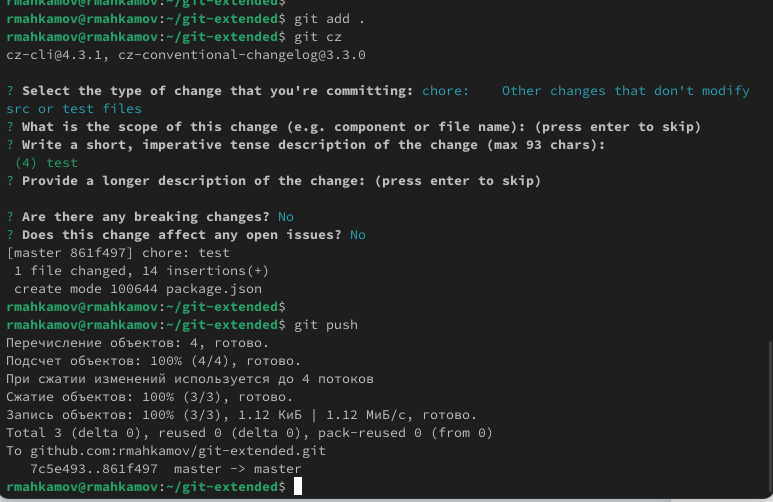 rmahkamov@rmahkamov:~/git-extended$
rmahkamov@rmahkamov:~/git-extended$ git add .
rmahkamov@rmahkamov:~/git-extended$ git cz
cz-cli@4.3.1, cz-conventional-changelog@3.3.0
? Select the type of change that you're committing: chore:    Other changes that don't modify
src or test files
? What is the scope of this change (e.g. component or file name): (press enter to skip)
? Write a short, imperative tense description of the change (max 93 chars):
 (4) test
? Provide a longer description of the change: (press enter to skip)
? Are there any breaking changes? No
? Does this change affect any open issues? No
[master 861f497] chore: test
 1 file changed, 14 insertions(+)
 create mode 100644 package.json
rmahkamov@rmahkamov:~/git-extended$
rmahkamov@rmahkamov:~/git-extended$ git push
Перечисление объектов: 4, готово.
Подсчет объектов: 100% (4/4), готово.
При сжатии изменений используется до 4 потоков
Сжатие объектов: 100% (3/3), готово.
Запись объектов: 100% (3/3), 1.12 КиБ | 1.12 МиБ/с, готово.
Total 3 (delta 0), reused 0 (delta 0), pack-reused 0 (from 0)
To github.com:rmahkamov/git-extended.git
   7c5e493..861f497  master -> master
rmahkamov@rmahkamov:~/git-extended$